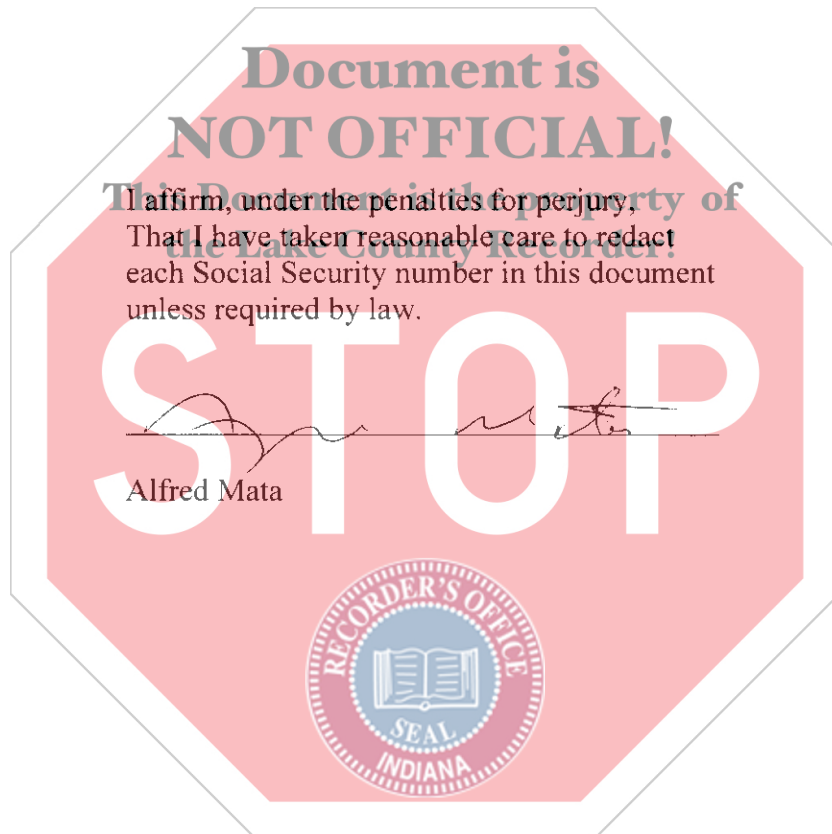 Document is
NOT OFFICIAL!
This Document is the property of
the Lake County Recorder!
I affirm, under the penalties for perjury,
That I have taken reasonable care to redact
each Social Security number in this document
unless required by law.
STOP
Alfred Mata
RECORDER'S OFFICE
SEAL
INDIANA